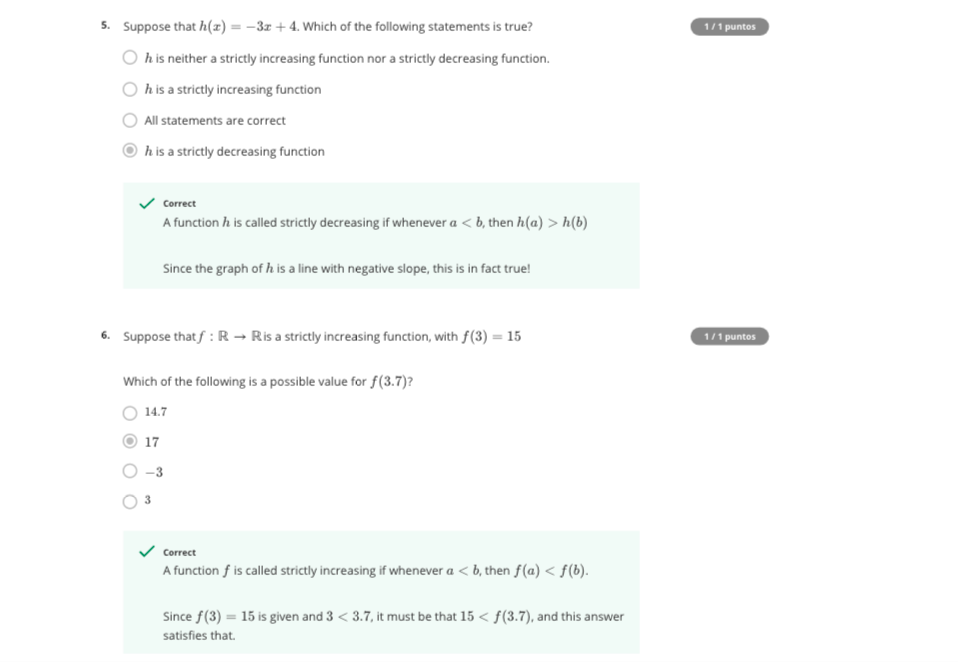 5. Suppose that h(x) = −3x + 4. Which of the following statements is true? 1 / 1 puntos
h is neither a strictly increasing function nor a strictly decreasing function.
h is a strictly increasing function
All statements are correct
h is a strictly decreasing function
Correct
A function h is called strictly decreasing if whenever a < b, then h(a) > h(b)
Since the graph of h is a line with negative slope, this is in fact true!
6. Suppose that f : ℝ → ℝ is a strictly increasing function, with f(3) = 15 1 / 1 puntos
Which of the following is a possible value for f(3.7)?
14.7
17
−3
3
Correct
A function f is called strictly increasing if whenever a < b, then f(a) < f(b).
Since f(3) = 15 is given and 3 < 3.7, it must be that 15 < f(3.7), and this answer
satisfies that.